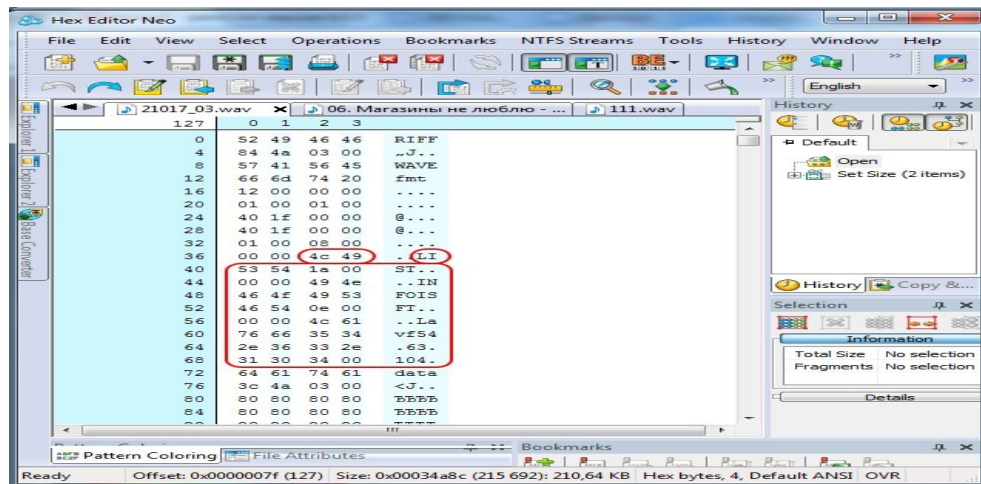 Hex Editor Neo
File Edit View Select Operations Bookmarks NTFS Streams Tools History Window Help
English
21017_03.wav 06. Магазины не люблю - ... 111.wav
127 0 1 2 3
0 52 49 46 46 RIFF
4 84 4a 03 00 „J..
8 57 41 56 45 WAVE
12 66 6d 74 20 fmt
16 12 00 00 00 ....
20 01 00 01 00 ....
24 40 1f 00 00 @...
28 40 1f 00 00 @...
32 01 00 08 00 ....
36 00 00 4c 49 ..LI
40 53 54 1a 00 ST..
44 00 00 49 4e ..IN
48 46 4f 49 53 FOIS
52 46 54 0e 00 FT..
56 00 00 4c 61 ..La
60 76 66 35 34 vf54
64 2e 36 33 2e .63.
68 31 30 34 00 104.
72 64 61 74 61 data
76 3c 4a 03 00 <J..
80 80 80 80 80 ЂЂЂЂ
84 80 80 80 80 ЂЂЂЂ
Explorer 1
Explorer 2
Base Converter
History
Default
Open
Set Size (2 items)
History Copy &...
Selection
Information
Total Size No selection
Fragments No selection
Details
Bookmarks
Pattern Coloring File Attributes
Ready Offset: 0x0000007f (127) Size: 0x00034a8c (215 692): 210,64 KB Hex bytes, 4, Default ANSI OVR